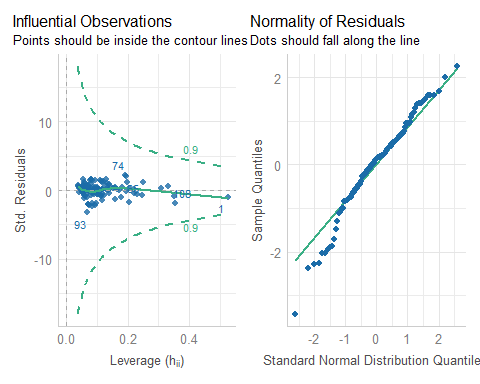 Influential Observations
Points should be inside the contour lines
Std. Residuals
10
0
-10
0.9
74
93
1
0.9
0.0
0.2
0.4
Leverage (hii)
Normality of Residuals
Dots should fall along the line
Sample Quantiles
2
0
-2
-2
-1
0
1
2
Standard Normal Distribution Quantile